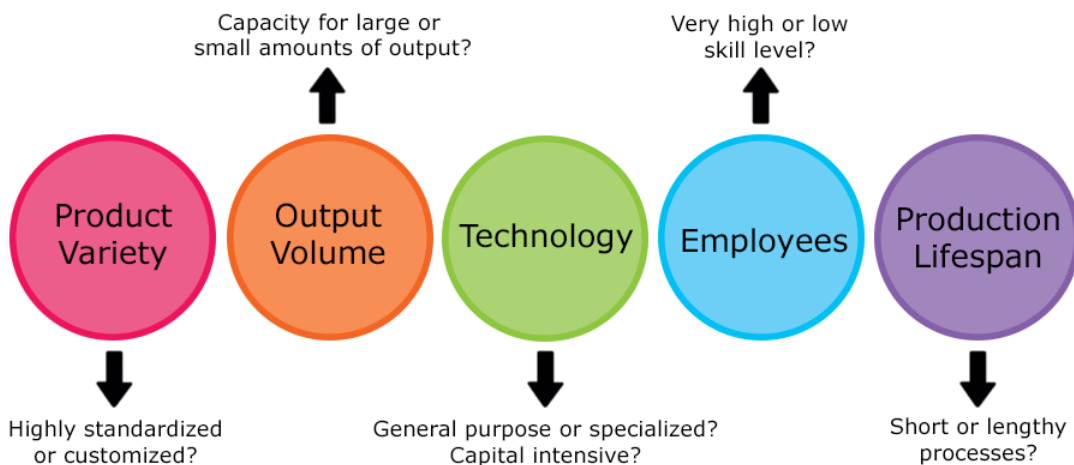 Capacity for large or
small amounts of output?
Very high or low
skill level?
Product
Variety
Output
Volume
Technology
Employees
Production
Lifespan
Highly standardized
or customized?
General purpose or specialized?
Capital intensive?
Short or lengthy
processes?